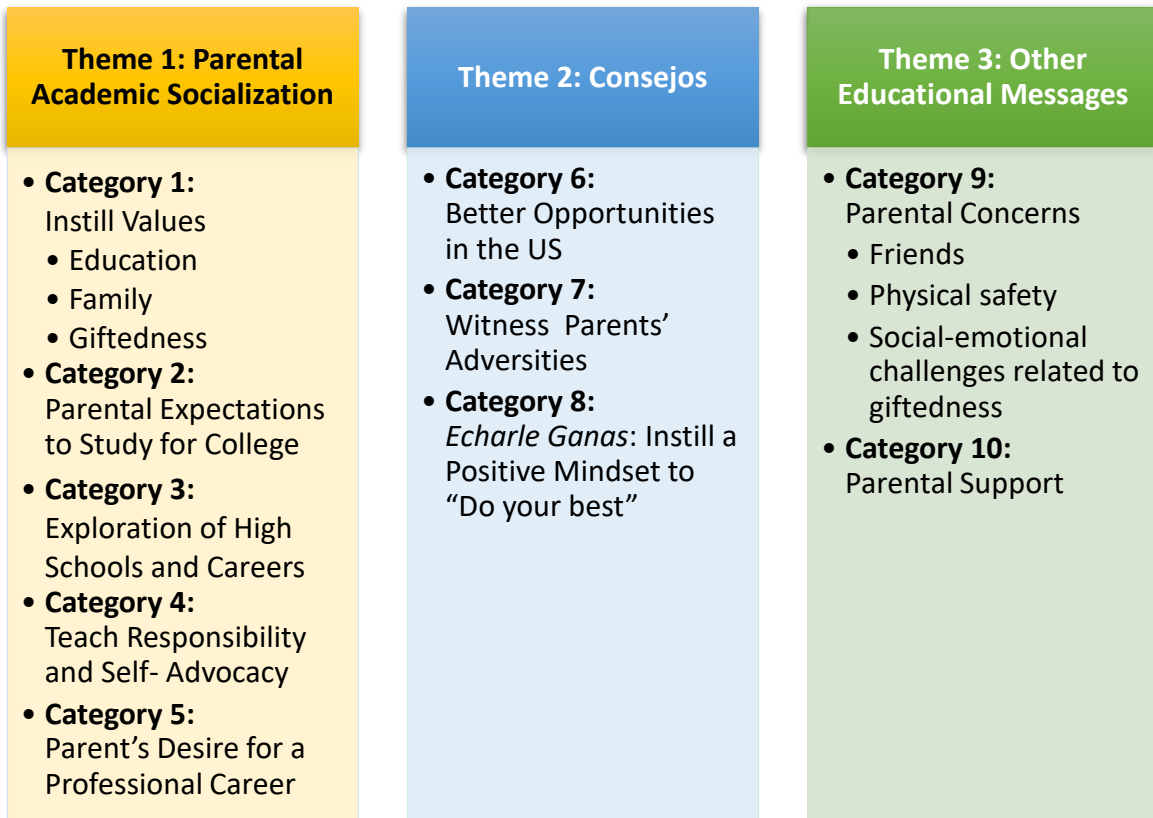 Theme 1: Parental
Academic Socialization
• Category 1:
Instill Values
• Education
• Family
• Giftedness
• Category 2:
Parental Expectations
to Study for College
• Category 3:
Exploration of High
Schools and Careers
• Category 4:
Teach Responsibility
and Self- Advocacy
• Category 5:
Parent’s Desire for a
Professional Career
Theme 2: Consejos
• Category 6:
Better Opportunities
in the US
• Category 7:
Witness  Parents’
Adversities
• Category 8:
Echarle Ganas: Instill a
Positive Mindset to
“Do your best”
Theme 3: Other
Educational Messages
• Category 9:
Parental Concerns
• Friends
• Physical safety
• Social-emotional
challenges related to
giftedness
• Category 10:
Parental Support